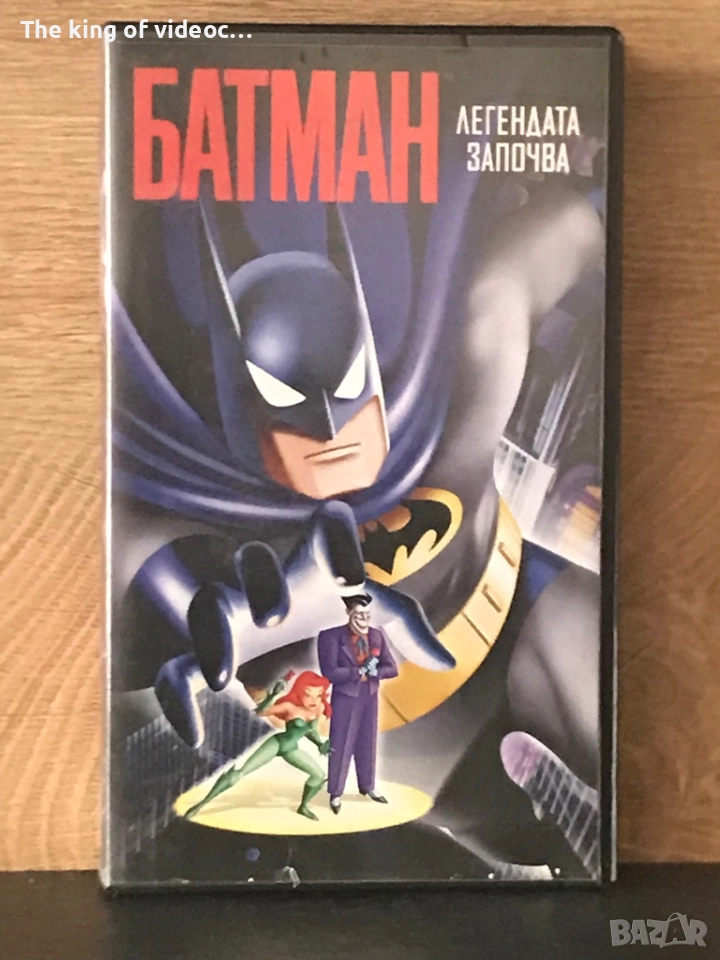 The king of videoc...
БАТМАН
ЛЕГЕНДАТА
ЗАПОЧВА
BAZAR